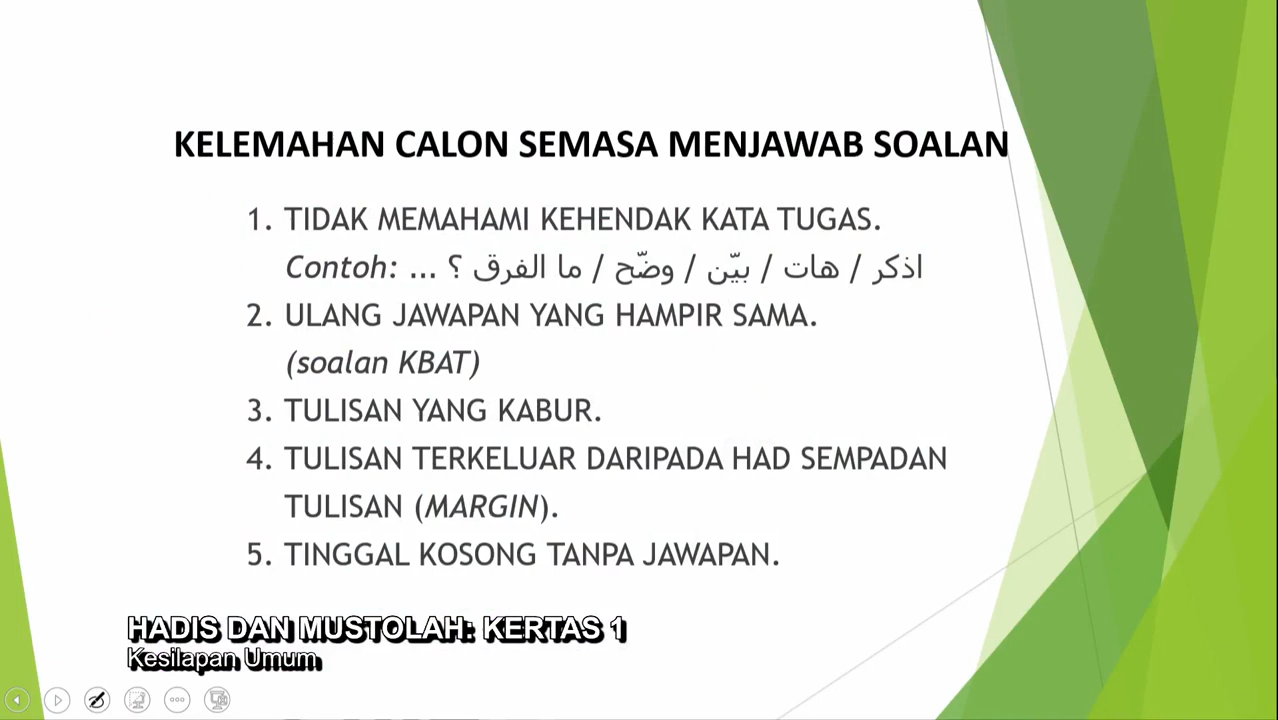 KELEMAHAN CALON SEMASA MENJAWAB SOALAN
1. TIDAK MEMAHAMI KEHENDAK KATA TUGAS.
Contoh: ... اذكر / هات / بيّن / وضّح / ما الفرق ؟
2. ULANG JAWAPAN YANG HAMPIR SAMA.
(soalan KBAT)
3. TULISAN YANG KABUR.
4. TULISAN TERKELUAR DARIPADA HAD SEMPADAN
TULISAN (MARGIN).
5. TINGGAL KOSONG TANPA JAWAPAN.
HADIS DAN MUSTOLAH: KERTAS 1
Kesilapan Umum